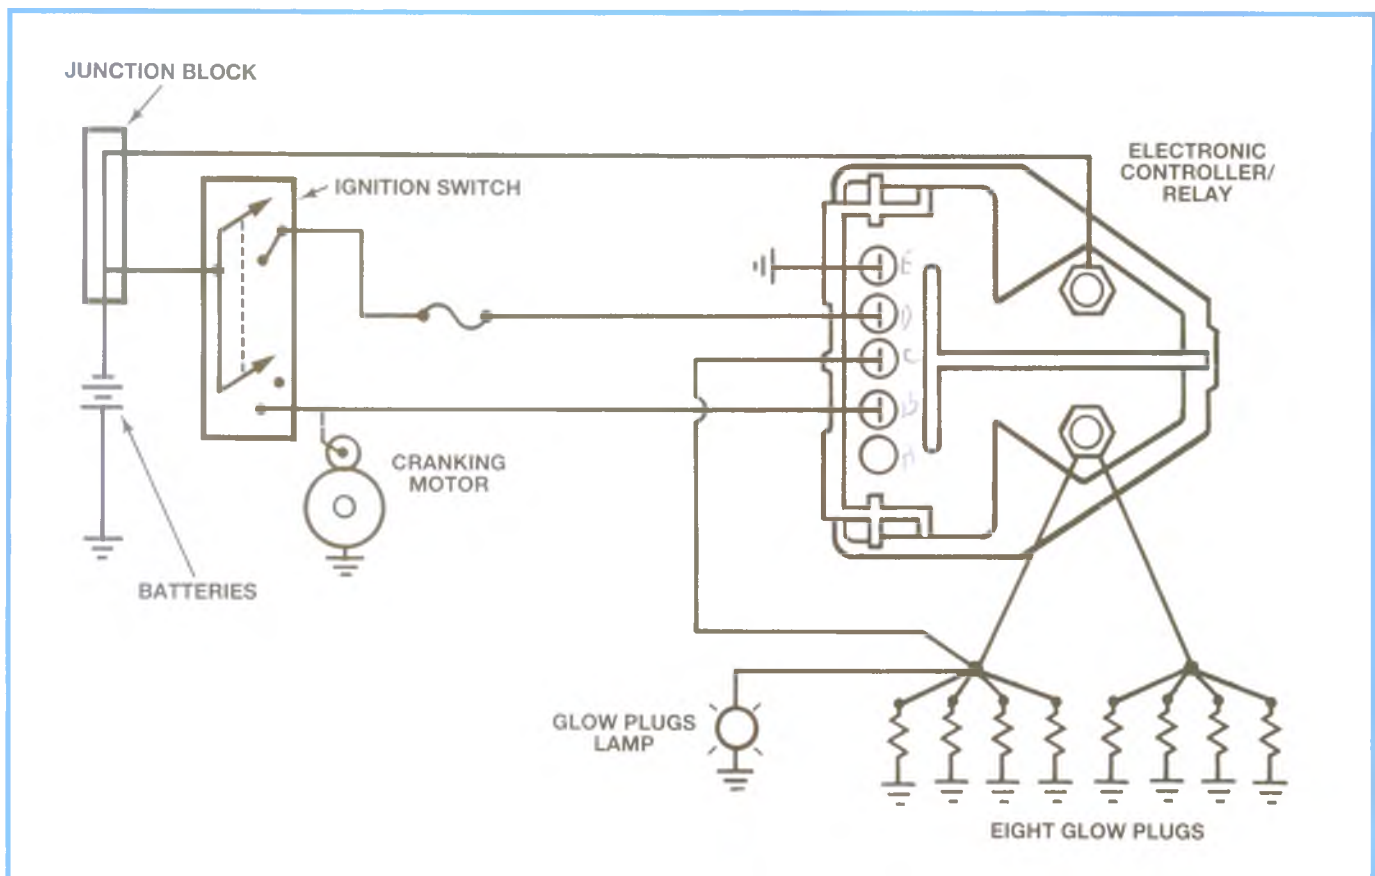 JUNCTION BLOCK
IGNITION SWITCH
ELECTRONIC
CONTROLLER/
RELAY
E
D
C
B
A
CRANKING
MOTOR
BATTERIES
GLOW PLUGS
LAMP
EIGHT GLOW PLUGS